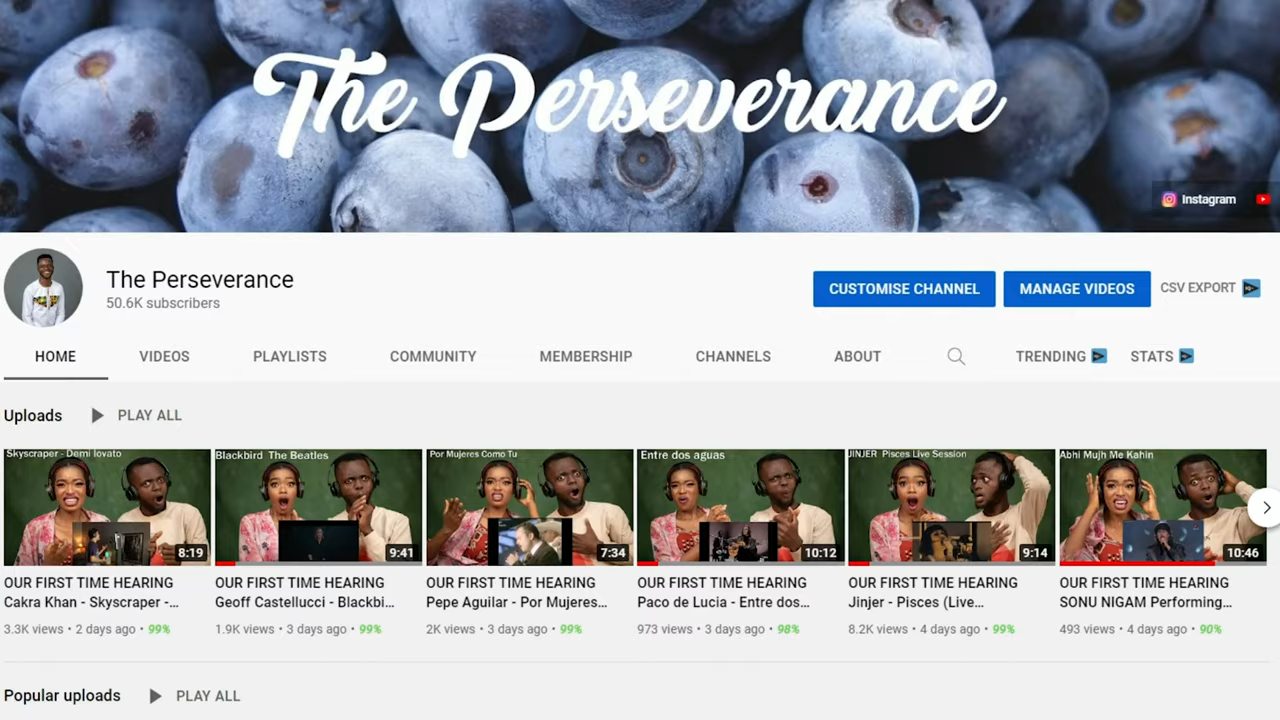 The Perseverance
Instagram
The Perseverance
50.6K subscribers
CUSTOMISE CHANNEL
MANAGE VIDEOS
CSV EXPORT
HOME
VIDEOS
PLAYLISTS
COMMUNITY
MEMBERSHIP
CHANNELS
ABOUT
TRENDING
STATS
Uploads
PLAY ALL
Skyscraper - Demi lovato
8:19
OUR FIRST TIME HEARING
Cakra Khan - Skyscraper -...
3.3K views • 2 days ago • 99%
Blackbird The Beatles
9:41
OUR FIRST TIME HEARING
Geoff Castellucci - Blackbi...
1.9K views • 3 days ago • 99%
Por Mujeres Como Tu
7:34
OUR FIRST TIME HEARING
Pepe Aguilar - Por Mujeres...
2K views • 3 days ago • 99%
Entre dos aguas
10:12
OUR FIRST TIME HEARING
Paco de Lucia - Entre dos...
973 views • 3 days ago • 98%
JINJER Pisces Live Session
9:14
OUR FIRST TIME HEARING
Jinjer - Pisces (Live...
8.2K views • 4 days ago • 99%
Abhi Mujh Me Kahin
10:46
OUR FIRST TIME HEARING
SONU NIGAM Performing...
493 views • 4 days ago • 90%
Popular uploads
PLAY ALL